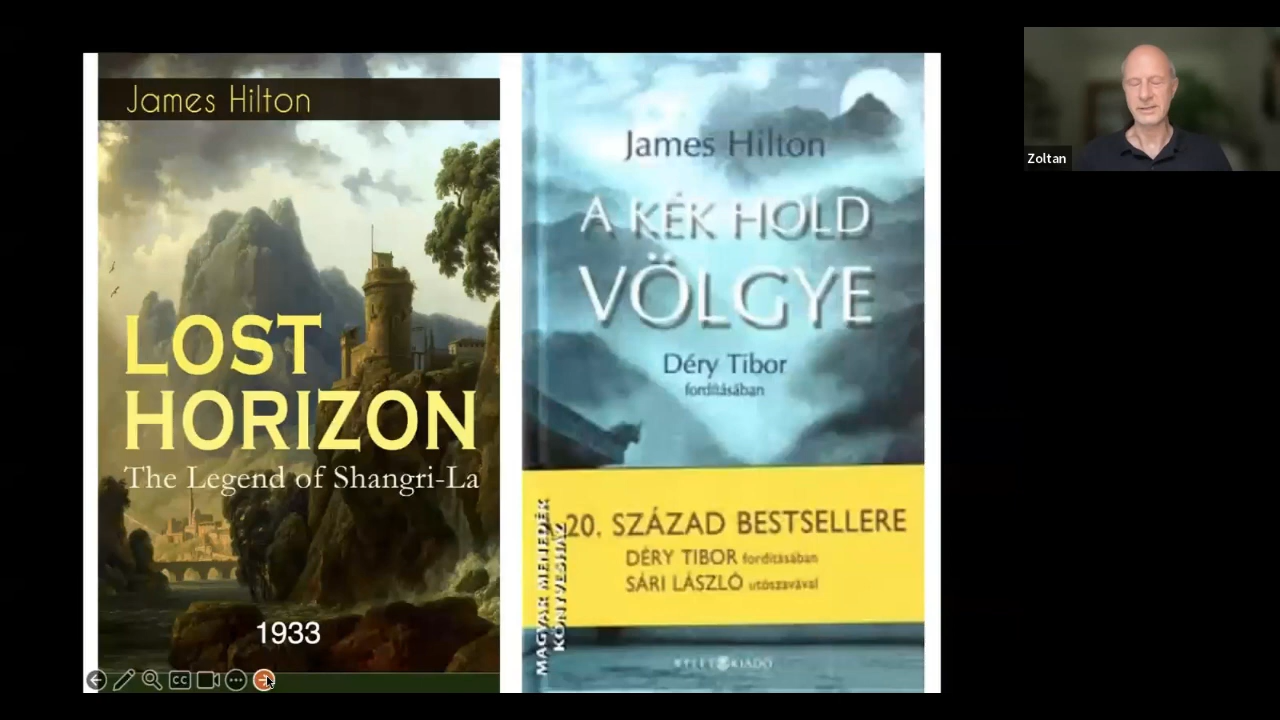 James Hilton
LOST
HORIZON
The Legend of Shangri-La
1933
CC
James Hilton
A KÉK HOLD
VÖLGYE
Déry Tibor
fordításában
20. SZÁZAD BESTSELLERE
DÉRY TIBOR fordításában
SÁRI LÁSZLÓ utószavával
MAGYAR MENEDÉK
KÖNYVESHÁZ
Zoltan